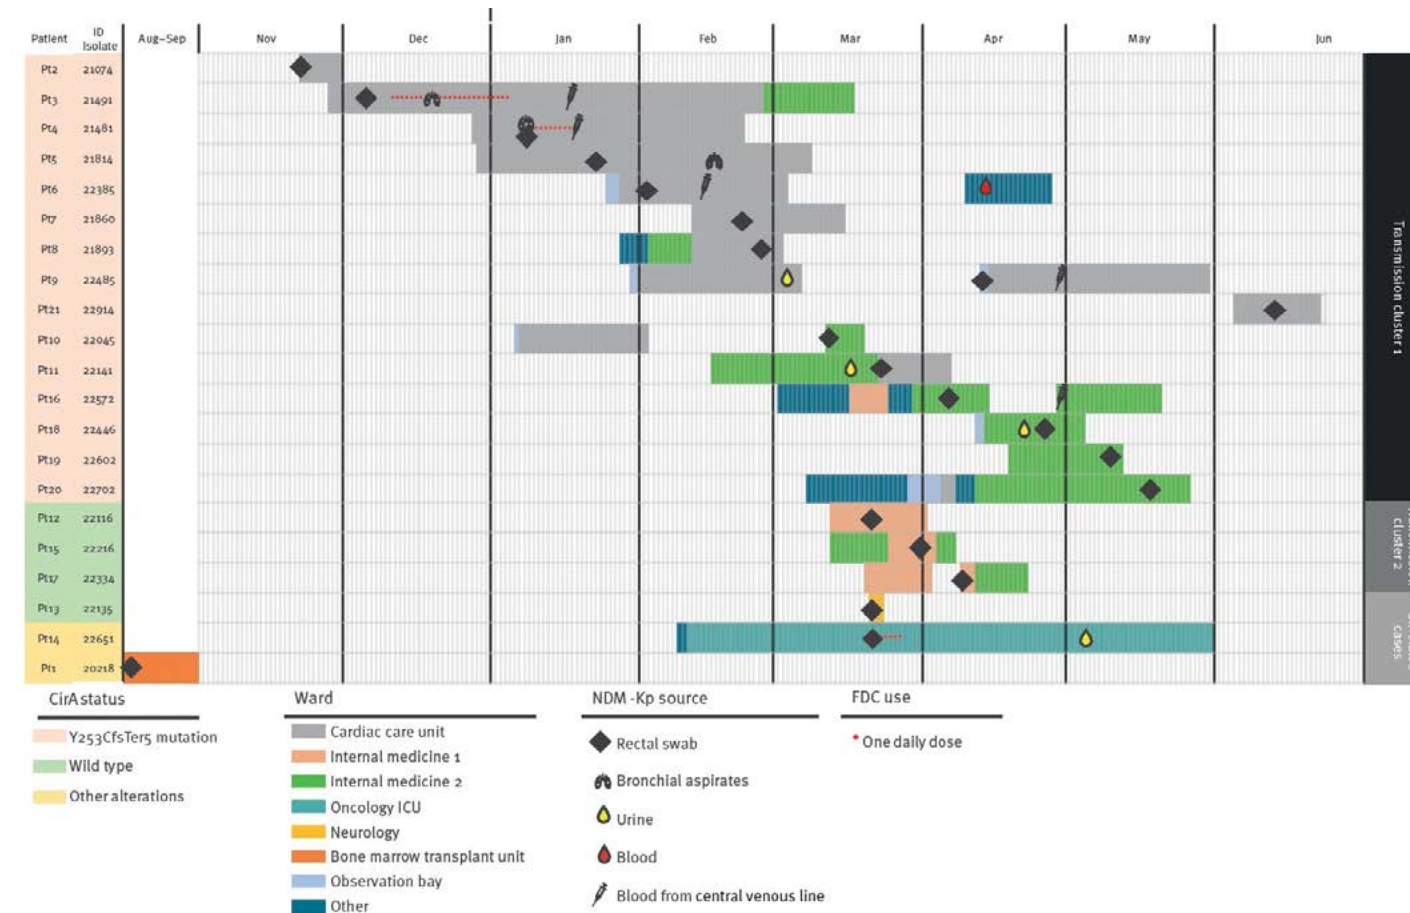 Patient ID Isolate Aug–Sep Nov Dec Jan Feb Mar Apr May Jun
Pt2 21074
Pt3 21491
Pt4 21481
Pt5 21814
Pt6 22385
Pt7 21860
Pt8 21893
Pt9 22485
Pt21 22914
Pt10 22045
Pt11 22141
Pt16 22572
Pt18 22446
Pt19 22602
Pt20 22702
Pt12 22116
Pt15 22216
Pt17 22334
Pt13 22135
Pt14 22651
Pt1 20218
Transmission cluster 1
cluster 2
cases
CirA status
Y253CfsTer5 mutation
Wild type
Other alterations
Ward
Cardiac care unit
Internal medicine 1
Internal medicine 2
Oncology ICU
Neurology
Bone marrow transplant unit
Observation bay
Other
NDM -Kp source
Rectal swab
Bronchial aspirates
Urine
Blood
Blood from central venous line
FDC use
One daily dose